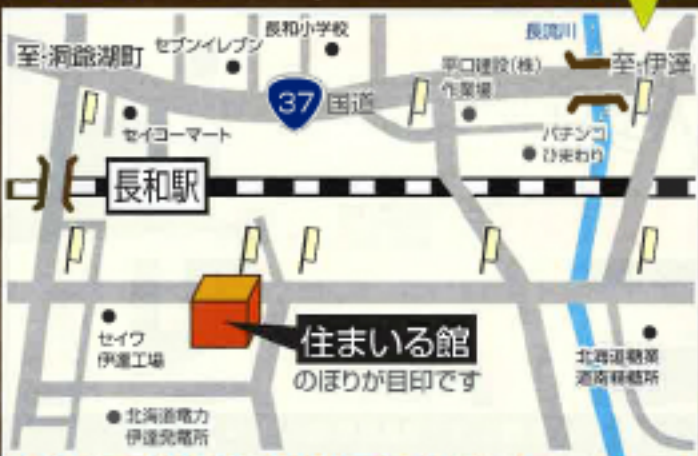 長和小学校
長流川
至・洞爺湖町
セブンイレブン
平口建設(株)
作業場
至・伊達
37
国道
セイコーマート
パチンコ
ひまわり
長和駅
住まいる館
のぼりが目印です
セイワ
伊達工場
北海道糖業
道南製糖所
北海道電力
伊達発電所